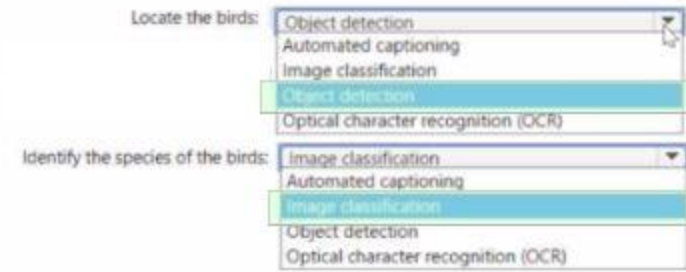 Locate the birds: Object detection
Automated captioning
Image classification
Object detection
Optical character recognition (OCR)
Identify the species of the birds: Image classification
Automated captioning
Image classification
Object detection
Optical character recognition (OCR)